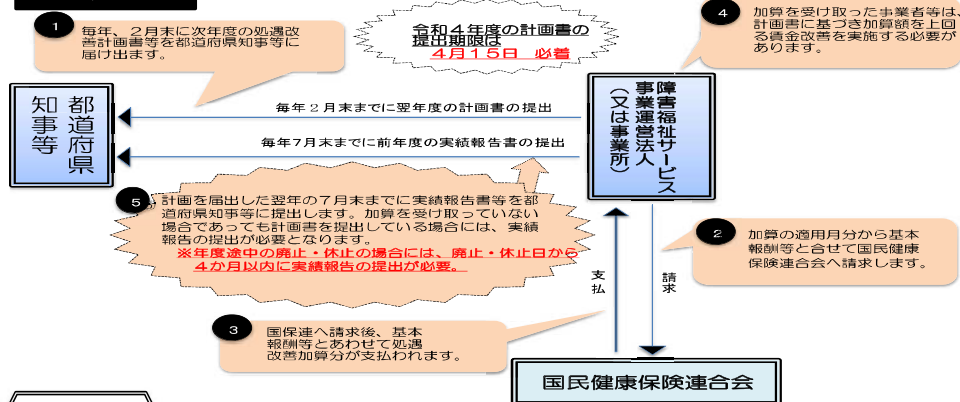 1
毎年、２月末に次年度の処遇改
善計画書等を都道府県知事等に
届け出ます。
令和４年度の計画書の
提出期限は
４月１５日　必着
4
加算を受け取った事業者等は、
計画書に基づき加算額を上回
る賃金改善を実施する必要が
あります。
都道府県
知事等
毎年２月末までに翌年度の計画書の提出
毎年7月末までに前年度の実績報告書の提出
障害福祉サービス
事業運営法人
（又は事業所）
5
計画を届出した翌年の７月末までに実績報告書等を都
道府県知事等に提出します。加算を受け取っていない
場合であっても計画書を提出している場合には、実績
報告の提出が必要となります。
※年度途中の廃止・休止の場合には、廃止・休止日から
４か月以内に実績報告の提出が必要。
2
加算の適用月分から基本
報酬等と合せて国民健康
保険連合会へ請求します。
支払
請求
3
国保連へ請求後、基本
報酬等とあわせて処遇
改善加算分が支払われます。
国民健康保険連合会